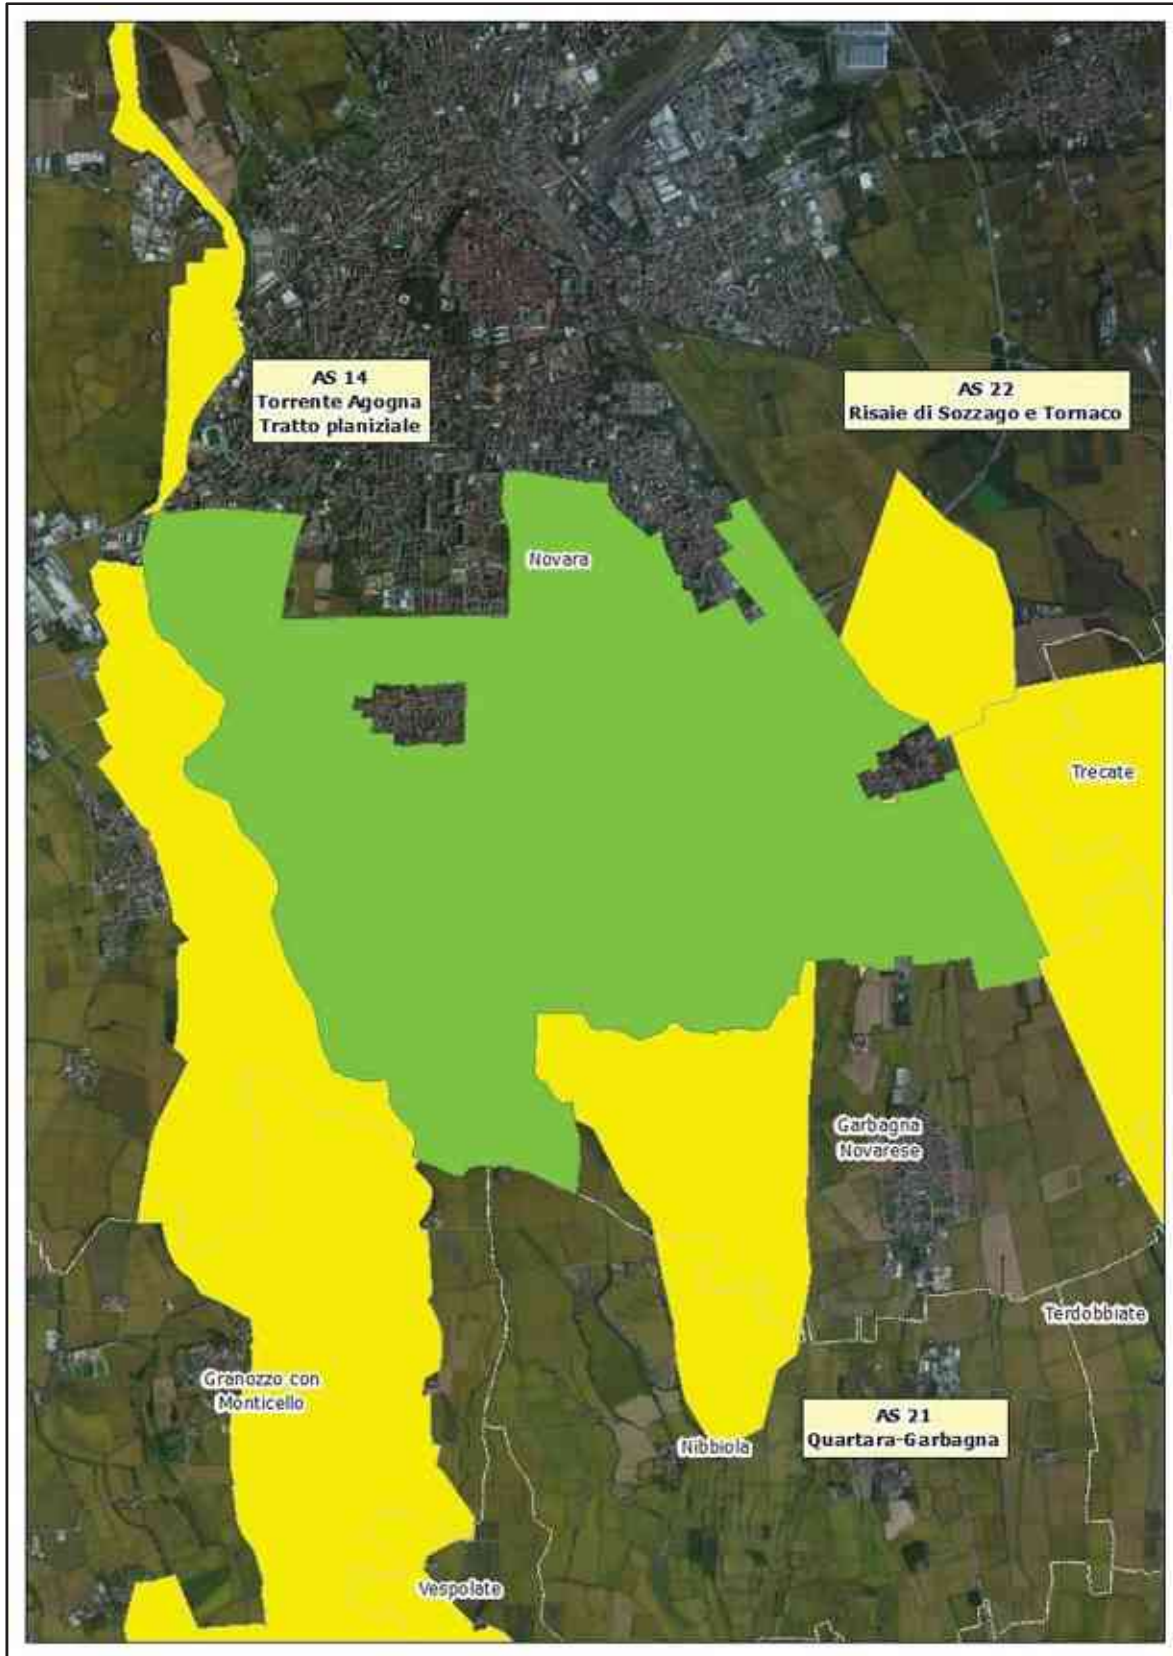 AS 14
Torrente Agogna
Tratto planiziale
AS 22
Risaie di Sozzago e Tornaco
Novara
Trecate
Garbagna
Novarese
Terdobbiate
Granozzo con
Monticello
AS 21
Quartara-Garbagna
Nibbiola
Vespolate